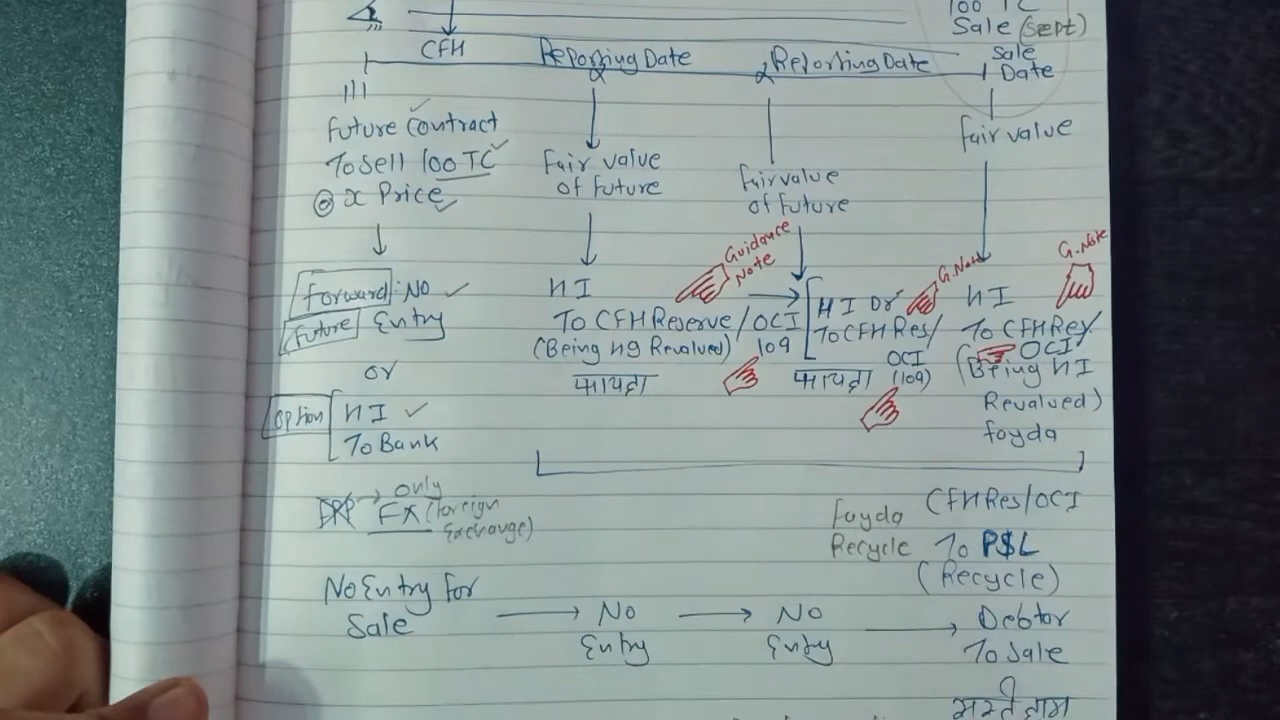 100 TC
Sale (Sept)
CFH
Reporting Date
Reporting Date
Sale
Date
Future Contract
To Sell 100 TC
@ x Price
Fair value
of future
Fair value
of future
Fair value
Forward: NO
Future Entry
or
Option
HI
To Bank
HI
To CFH Reserve/OCI
(Being HI Revalued) 109
फायदा
Guidance
Note
HI Dr
To CFH Res/
OCI
(109)
फायदा
G. Note
HI
To CFH Res/
OCI
(Being HI
Revalued)
fayda
G. Note
only
FX (Foreign
Exchange)
fayda
Recycle
CFH Res/OCI
To P$L
(Recycle)
No Entry for
Sale
No
Entry
No
Entry
Debtor
To Sale